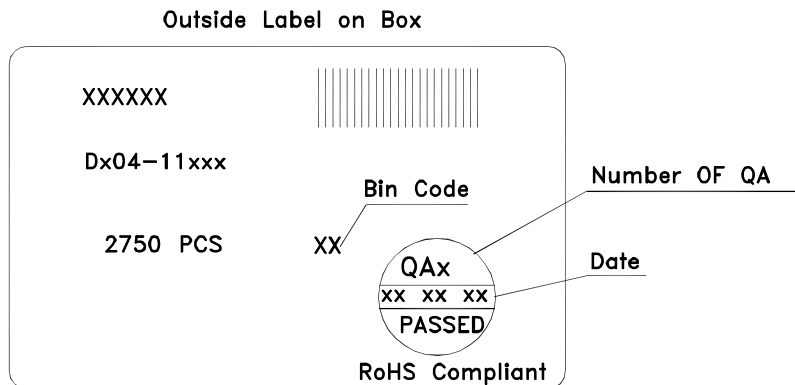 Outside Label on Box
XXXXXX
Dx04-11xxx
Bin Code
Number OF QA
2750 PCS
XX
QAx
Date
xx xx xx
PASSED
RoHS Compliant